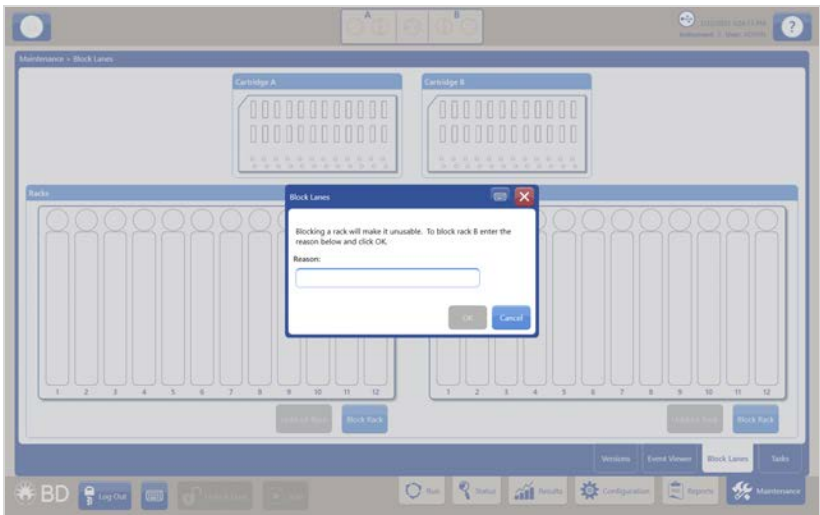 A
B
?
Maintenance > Block Lanes
Cartridge A
Cartridge B
Racks
Block Lanes
Blocking a rack will make it unusable. To block rack B enter the
reason below and click OK.
Reason:
OK
Cancel
1 2 3 4 5 6 7 8 9 10 11 12
1 2 3 4 5 6 7 8 9 10 11 12
Block Rack
Block Rack
Versions
Event Viewer
Block Lanes
Tasks
BD
Log Out
Run
Status
Results
Configuration
Reports
Maintenance